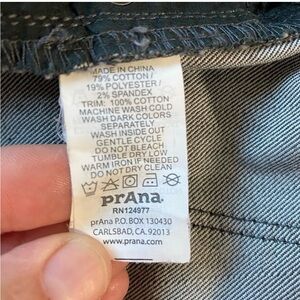 MADE IN CHINA
79% COTTON /
19% POLYESTER /
2% SPANDEX
TRIM: 100% COTTON
MACHINE WASH COLD
WASH DARK COLORS
SEPARATELY
WASH INSIDE OUT
GENTLE CYCLE
DO NOT BLEACH
TUMBLE DRY LOW
WARM IRON IF NEEDED
DO NOT DRY CLEAN
prAna
RN124977
prAna P.O. BOX 130430
CARLSBAD, CA. 92013
www.prana.com